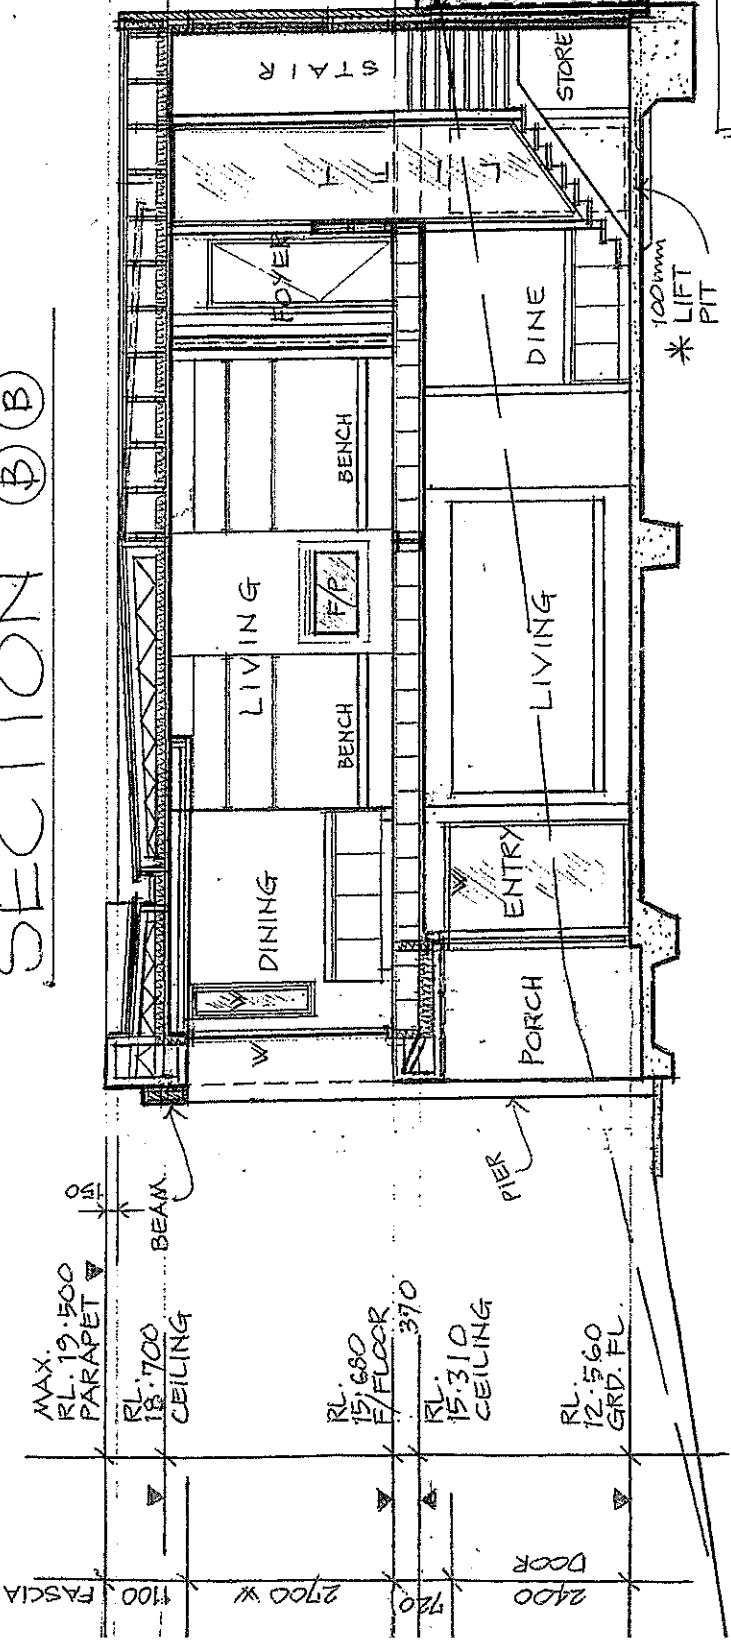 SECTION B B
MAX.
RL. 19.500
PARAPET
150
BEAM
RL.
18.700
CEILING
RL.
15.680
F/FLOOR
370
RL.
15.310
CEILING
RL.
12.560
GRD. FL.
FASCIA
1100
2700 W
720
2400
DOOR
PIER
W
DINING
LIVING
BENCH
BENCH
F/P.
FOYER
LIFT
STAIR
STORE
PORCH
ENTRY
LIVING
DINE
* 100mm
LIFT
PIT